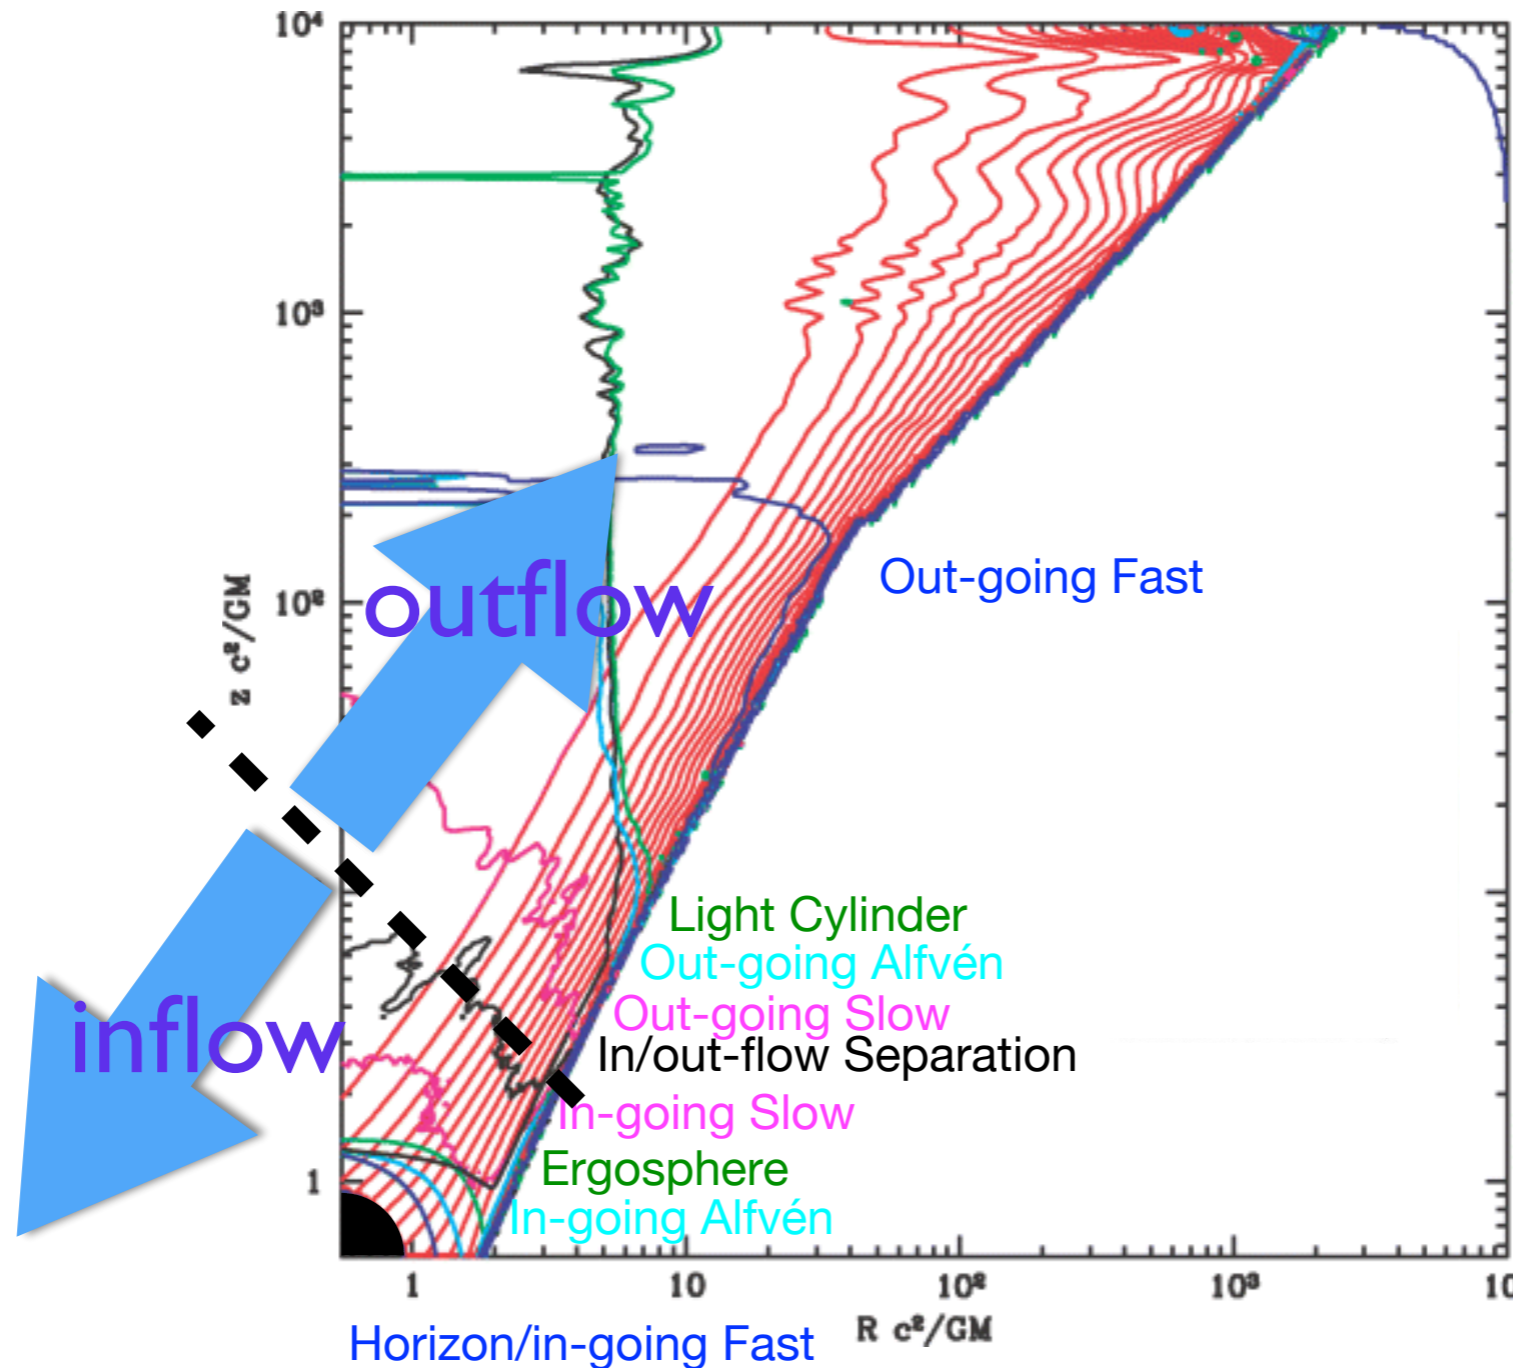 10⁴
10³
10²
1
z c²/GM
outflow
inflow
Out-going Fast
Light Cylinder
Out-going Alfvén
Out-going Slow
In/out-flow Separation
In-going Slow
Ergosphere
In-going Alfvén
1
10
10²
10³
10
R c²/GM
Horizon/in-going Fast